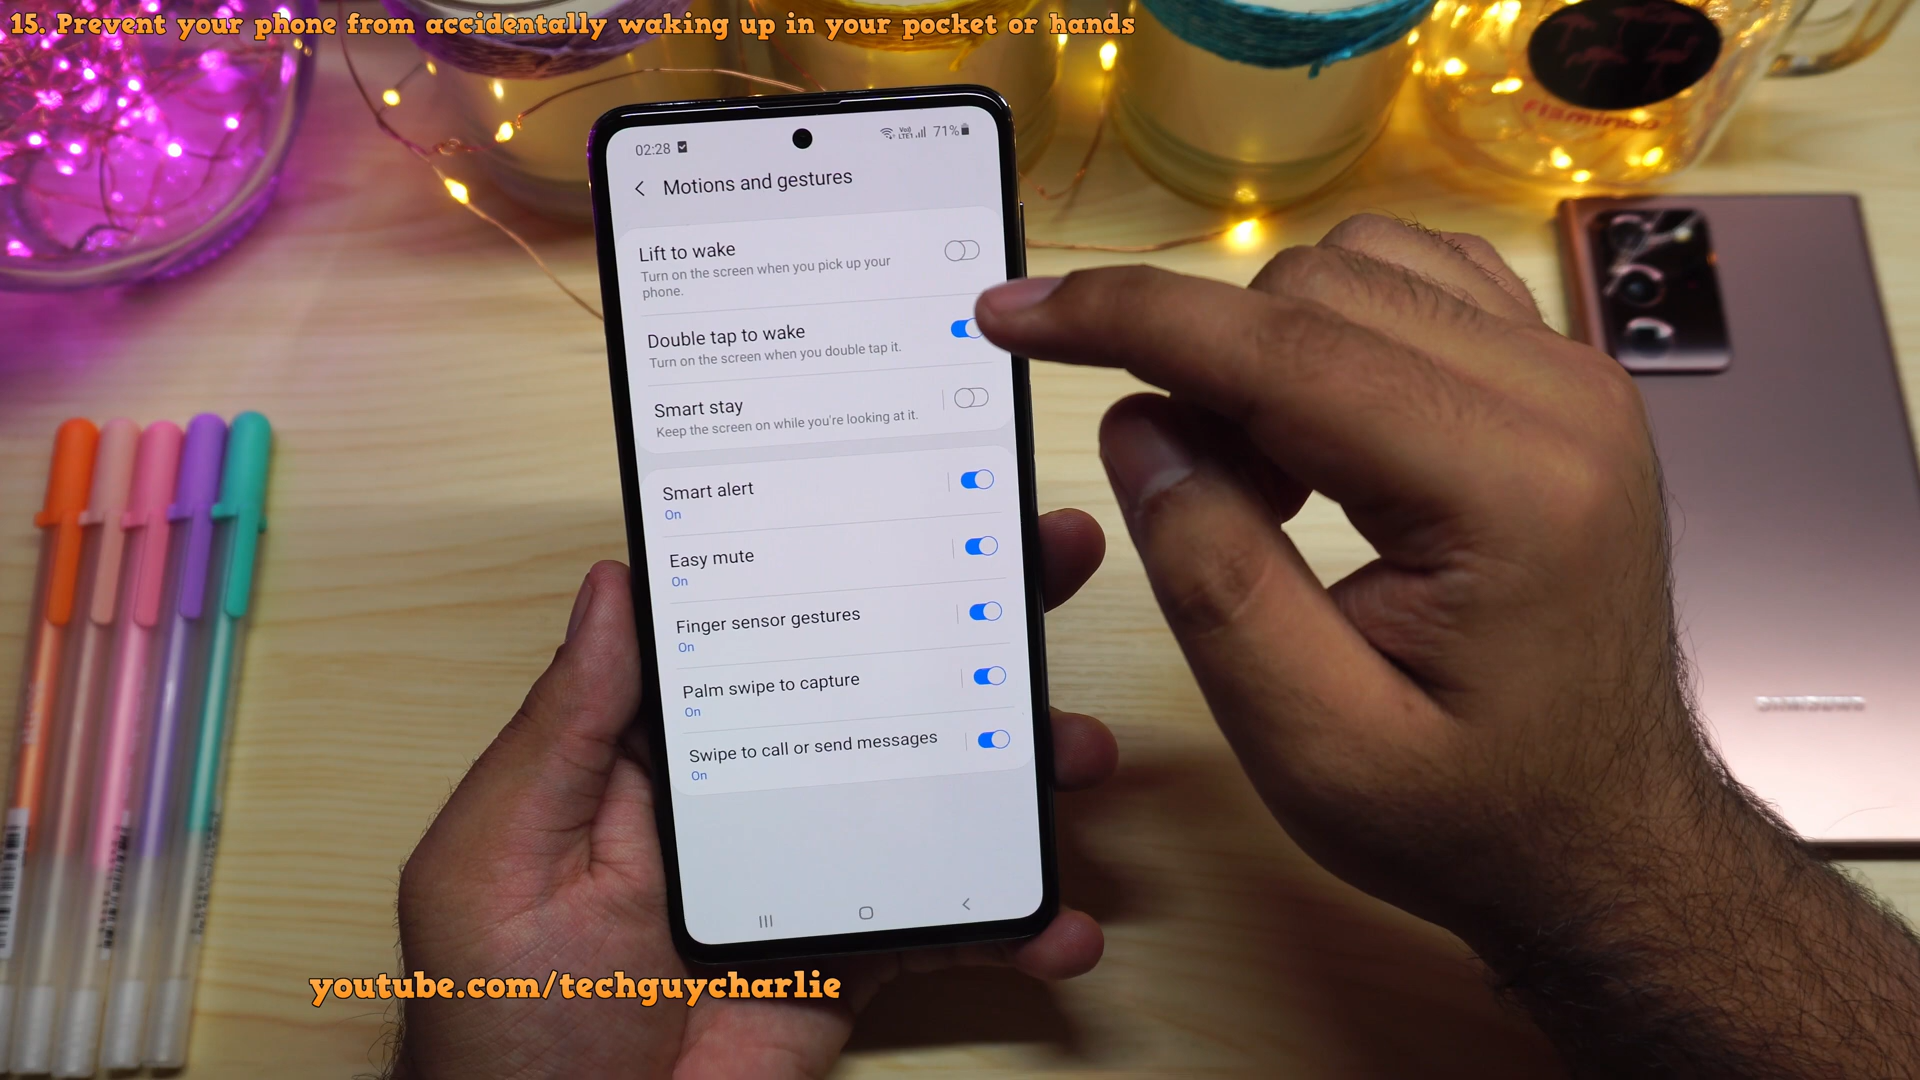 15. Prevent your phone from accidentally waking up in your pocket or hands
Flamingo
02:28
71%
Motions and gestures
Lift to wake
Turn on the screen when you pick up your
phone.
Double tap to wake
Turn on the screen when you double tap it.
Smart stay
Keep the screen on while you're looking at it.
Smart alert
On
Easy mute
On
Finger sensor gestures
On
Palm swipe to capture
On
Swipe to call or send messages
On
SAMSUNG
youtube.com/techguycharlie